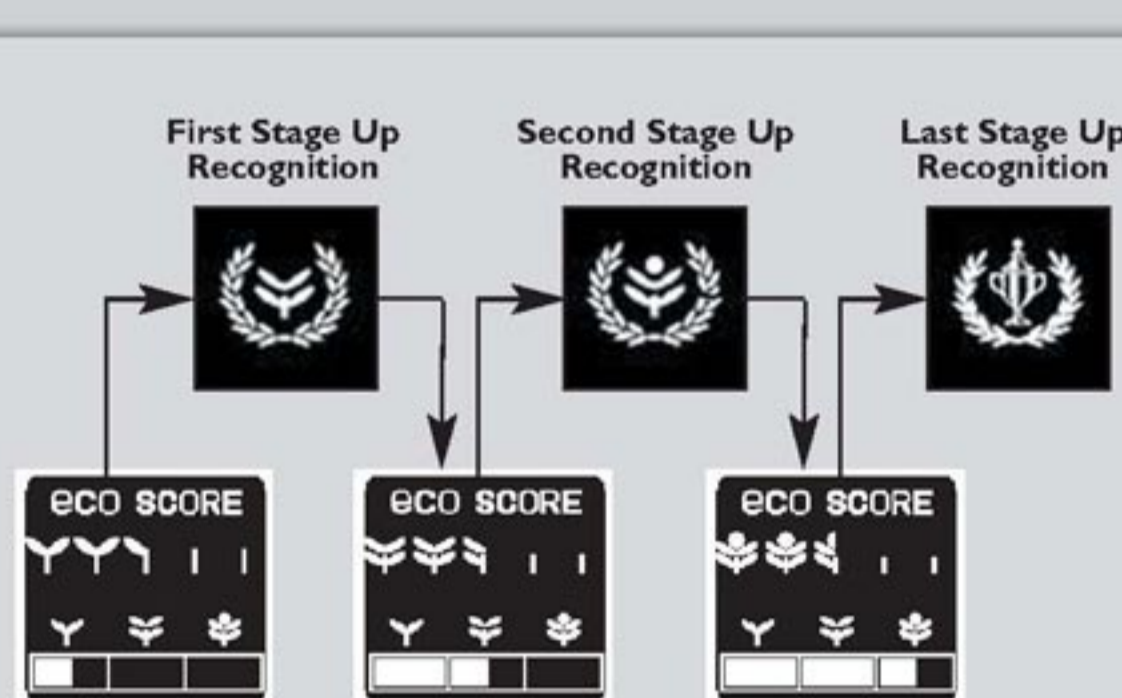 First Stage Up
Recognition
Second Stage Up
Recognition
Last Stage Up
Recognition
eco SCORE
eco SCORE
eco SCORE